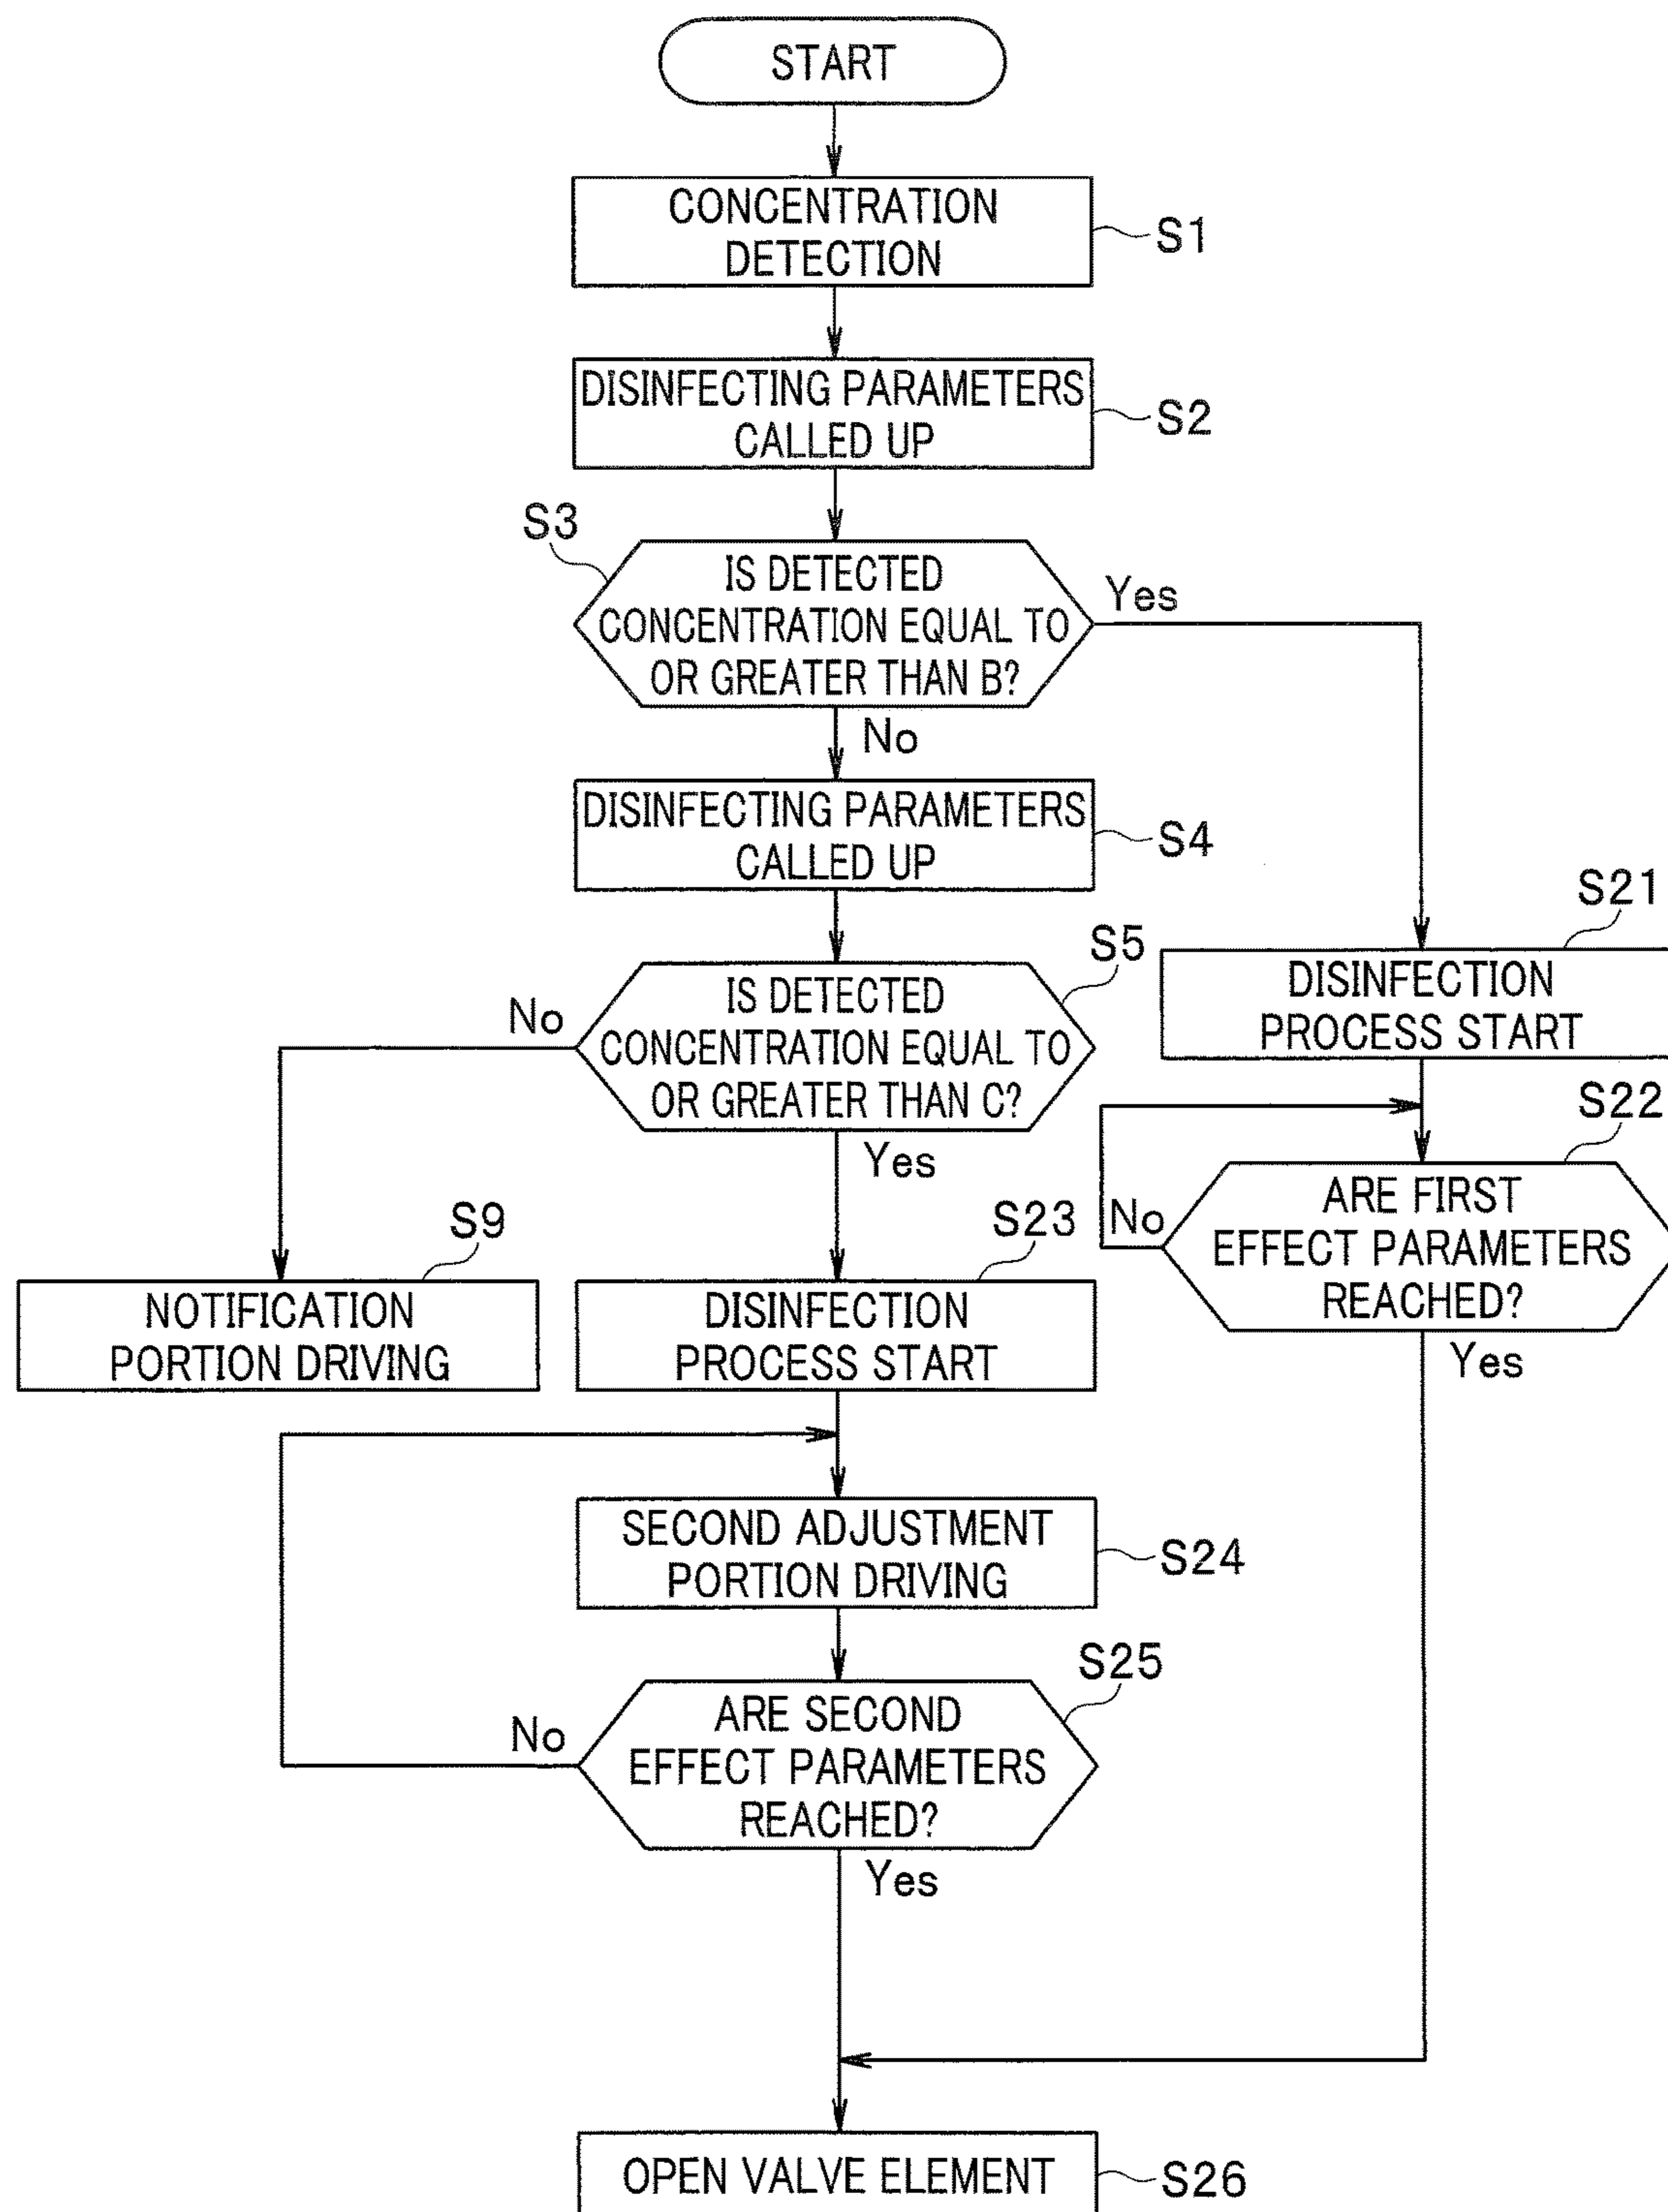 START
CONCENTRATION
DETECTION
S1
DISINFECTING PARAMETERS
CALLED UP
S2
S3
IS DETECTED
CONCENTRATION EQUAL TO
OR GREATER THAN B?
Yes
No
DISINFECTING PARAMETERS
CALLED UP
S4
S5
IS DETECTED
CONCENTRATION EQUAL TO
OR GREATER THAN C?
No
Yes
S21
DISINFECTION
PROCESS START
S22
ARE FIRST
EFFECT PARAMETERS
REACHED?
No
Yes
S9
NOTIFICATION
PORTION DRIVING
S23
DISINFECTION
PROCESS START
SECOND ADJUSTMENT
PORTION DRIVING
S24
S25
ARE SECOND
EFFECT PARAMETERS
REACHED?
No
Yes
OPEN VALVE ELEMENT
S26